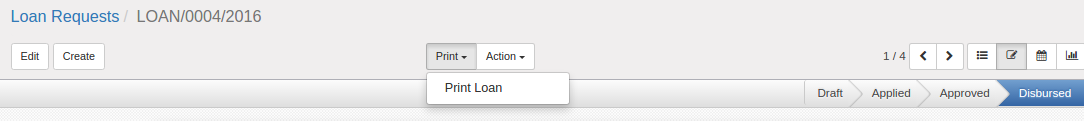 Loan Requests / LOAN/0004/2016
Edit Create Print Action 1 / 4
Print Loan
Draft Applied Approved Disbursed